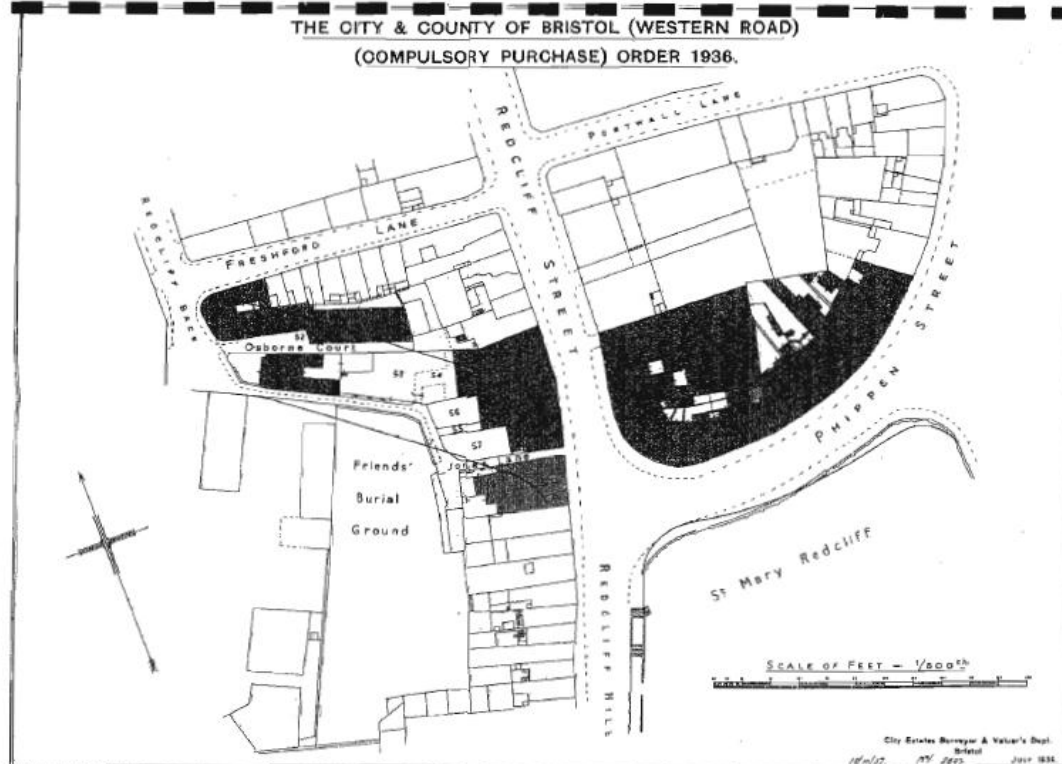 THE CITY & COUNTY OF BRISTOL (WESTERN ROAD)
(COMPULSORY PURCHASE) ORDER 1936.
REDCLIFF STREET
PORTWALL LANE
REDCLIFF BACK
FRESHFORD LANE
PHIPPEN STREET
52
Osborne Court
53
54
56
55
57
Jones Lane
Friends'
Burial
Ground
St Mary Redcliff
REDCLIFF HILL
SCALE OF FEET - 1/500th
City Estates Surveyor & Valuer's Dept.
Bristol
July 1936